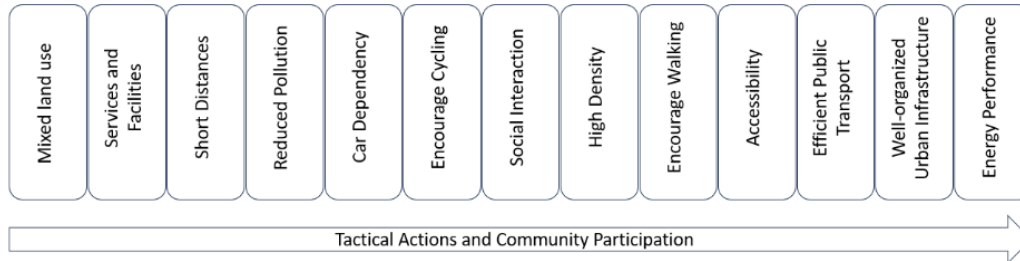 Mixed land use
Services and
Facilities
Short Distances
Reduced Pollution
Car Dependency
Encourage Cycling
Social Interaction
High Density
Encourage Walking
Accessibility
Efficient Public
Transport
Well-organized
Urban Infrastructure
Energy Performance
Tactical Actions and Community Participation